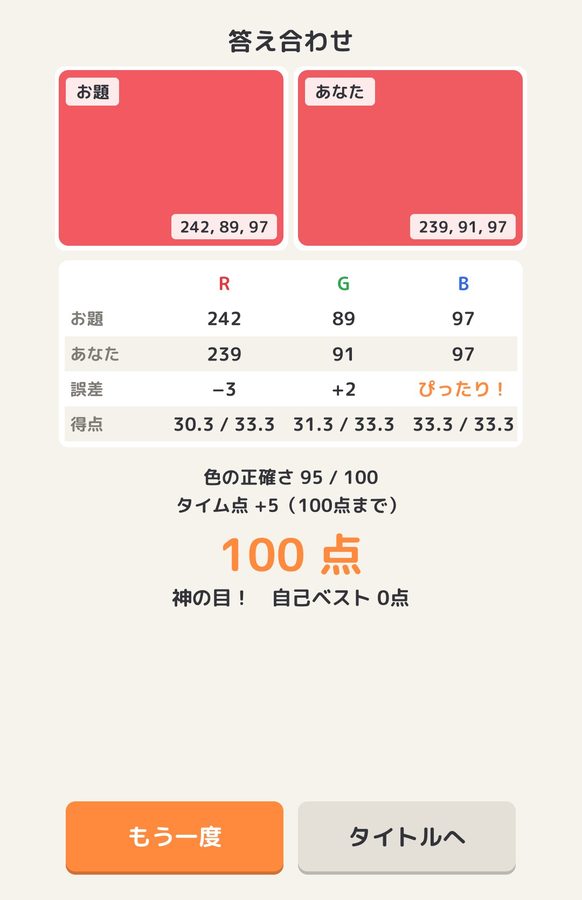 答え合わせ
お題
あなた
242, 89, 97
239, 91, 97
R G B
お題 242 89 97
あなた 239 91 97
誤差 −3 +2 ぴったり！
得点 30.3 / 33.3 31.3 / 33.3 33.3 / 33.3
色の正確さ 95 / 100
タイム点 +5（100点まで）
100 点
神の目！　自己ベスト 0点
もう一度
タイトルへ